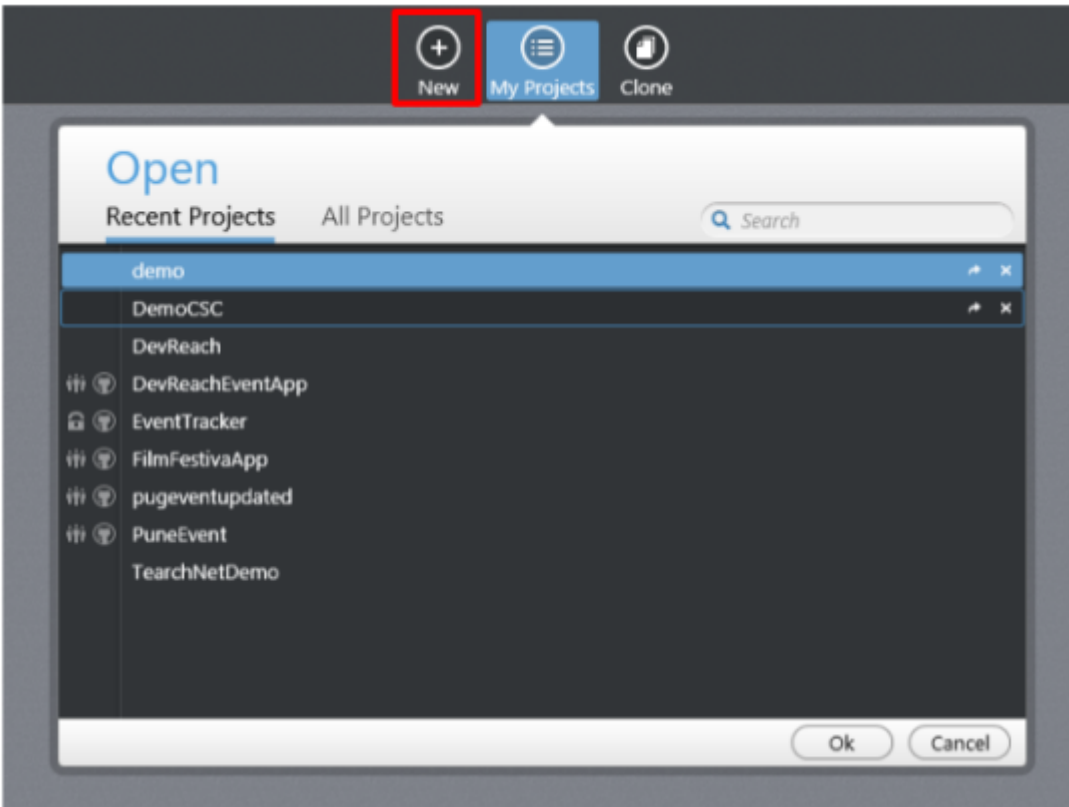 New My Projects Clone
Open
Recent Projects All Projects Search
demo
DemoCSC
DevReach
DevReachEventApp
EventTracker
FilmFestivaApp
pugeventupdated
PuneEvent
TearchNetDemo
Ok Cancel